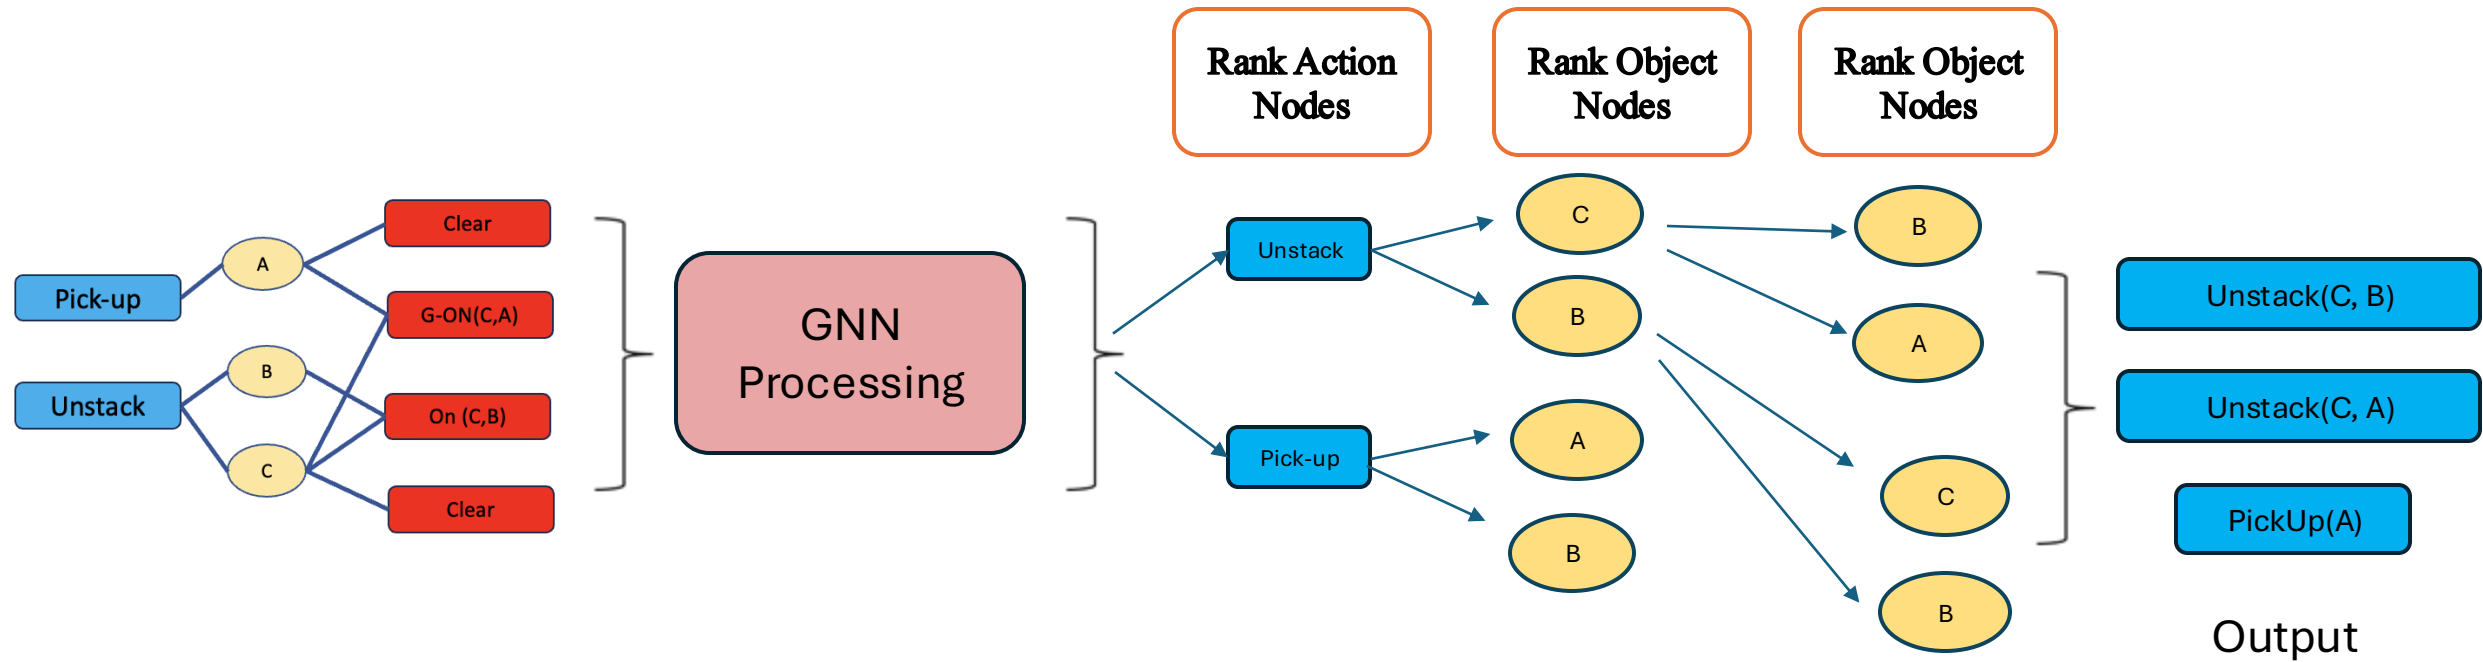 Pick-up
Unstack
A
B
C
Clear
G-ON(C,A)
On (C,B)
Clear
GNN
Processing
Rank Action
Nodes
Unstack
Pick-up
Rank Object
Nodes
C
B
A
B
Rank Object
Nodes
B
A
C
B
Unstack(C, B)
Unstack(C, A)
PickUp(A)
Output